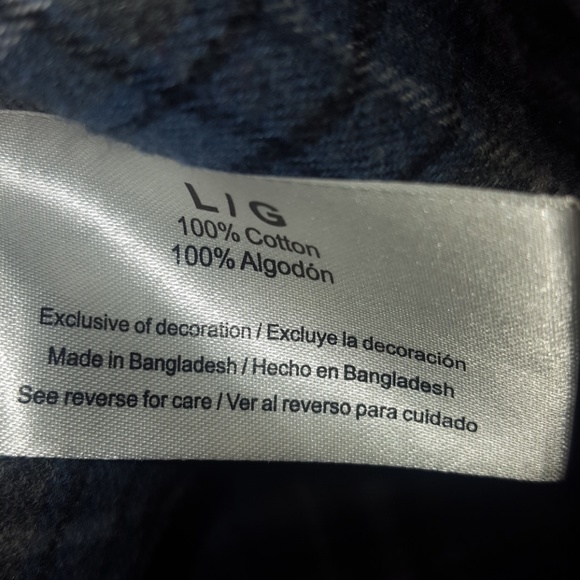 L / G
100% Cotton
100% Algodón
Exclusive of decoration / Excluye la decoración
Made in Bangladesh / Hecho en Bangladesh
See reverse for care / Ver al reverso para cuidado